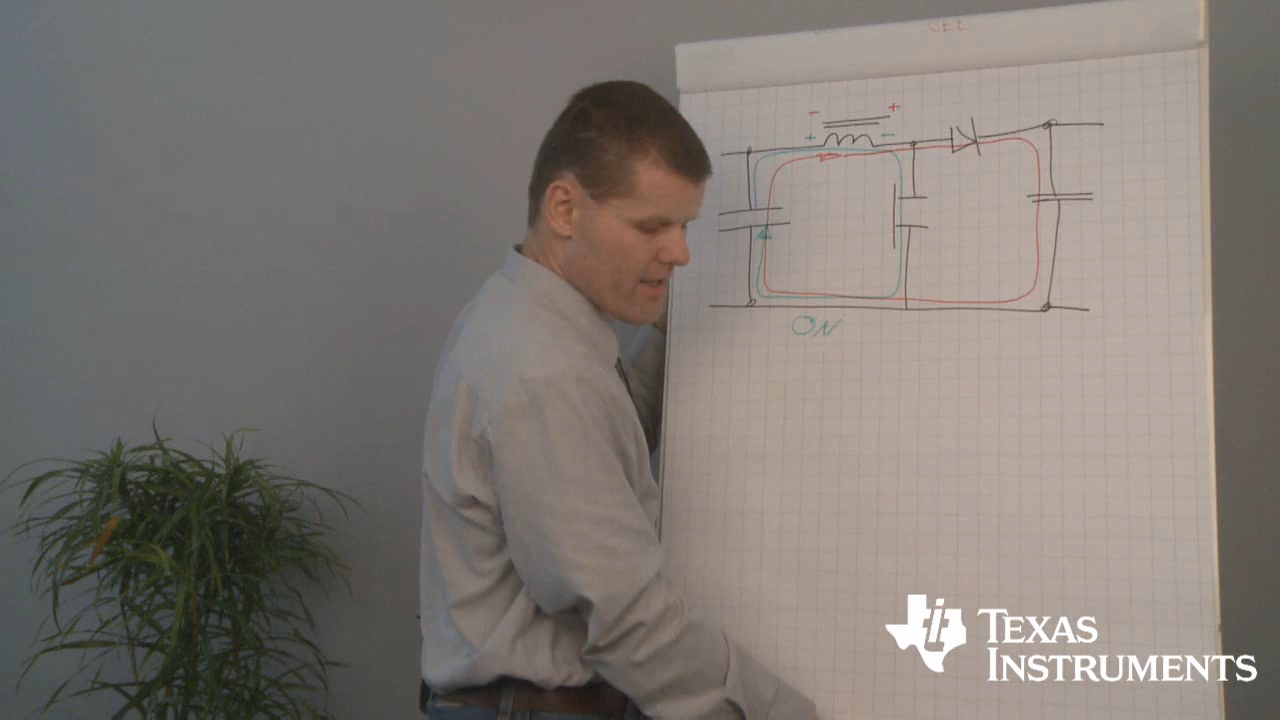 - +
+ -
ON
TEXAS
INSTRUMENTS